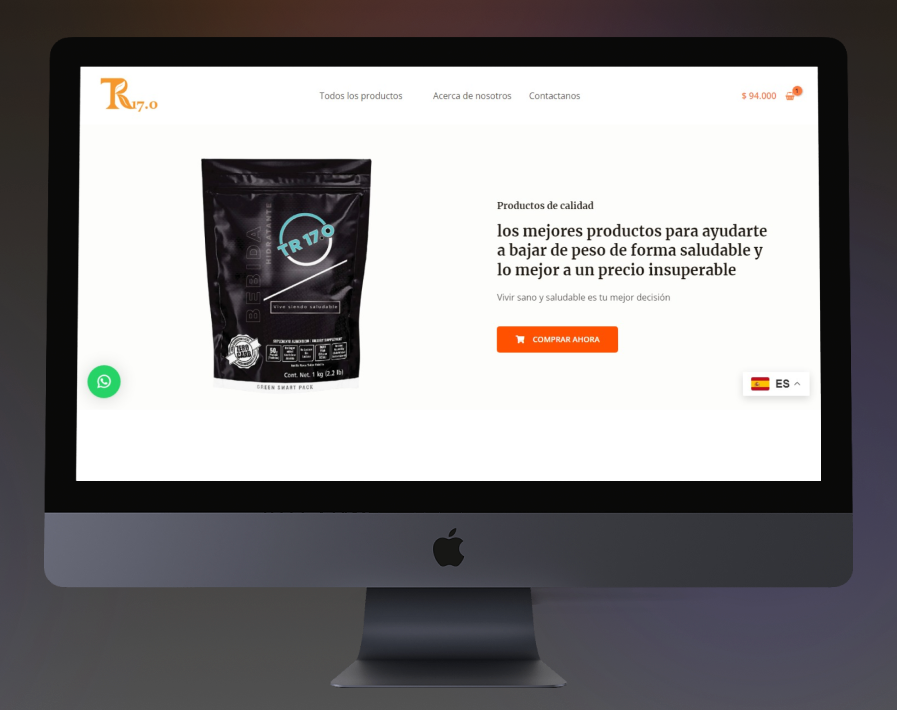 TR17.0
Todos los productos
Acerca de nosotros
Contactanos
$ 94.000
1
BEBIDA
HIDRATANTE
TR 17.0
Vive siendo saludable
ZERO
CARB
Cont. Net. 1 kg (2.2 lb)
GREEN SMART PACK
Productos de calidad
los mejores productos para ayudarte
a bajar de peso de forma saludable y
lo mejor a un precio insuperable
Vivir sano y saludable es tu mejor decisión
COMPRAR AHORA
ES